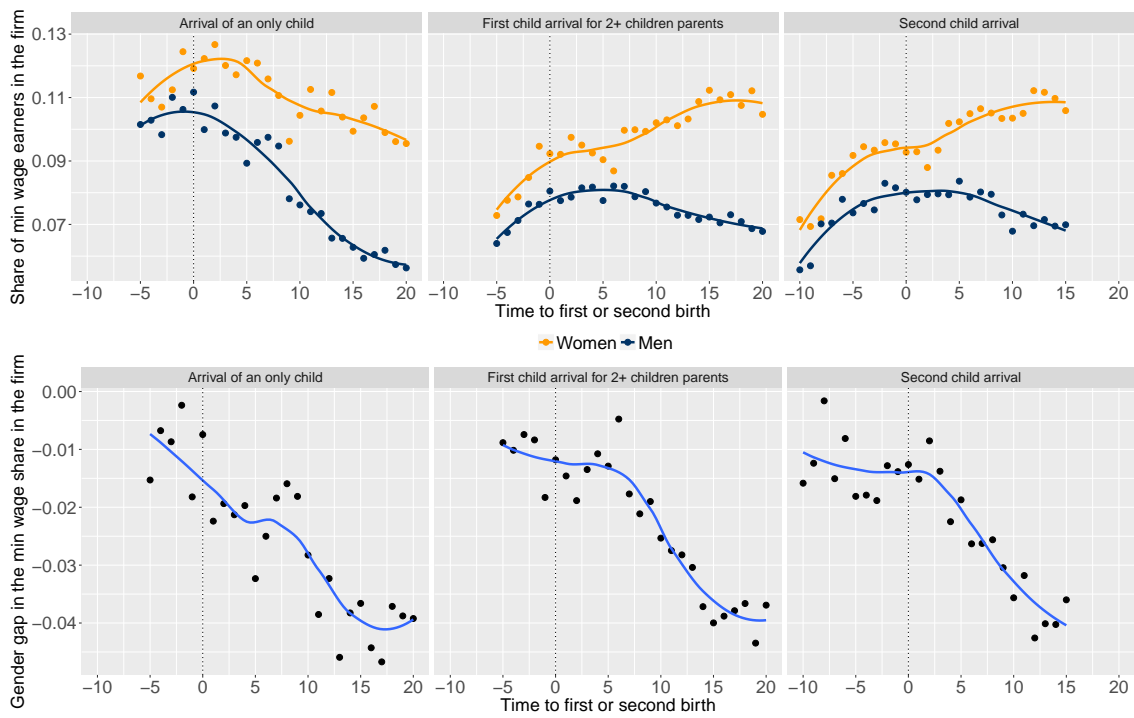 Arrival of an only child First child arrival for 2+ children parents Second child arrival
Share of min wage earners in the firm
0.13
0.11
0.09
0.07
−10 −5 0 5 10 15 20 −10 −5 0 5 10 15 20 −10 −5 0 5 10 15 20
Time to first or second birth
Women Men
Arrival of an only child First child arrival for 2+ children parents Second child arrival
Gender gap in the min wage share in the firm
0.00
−0.01
−0.02
−0.03
−0.04
−10 −5 0 5 10 15 20 −10 −5 0 5 10 15 20 −10 −5 0 5 10 15 20
Time to first or second birth